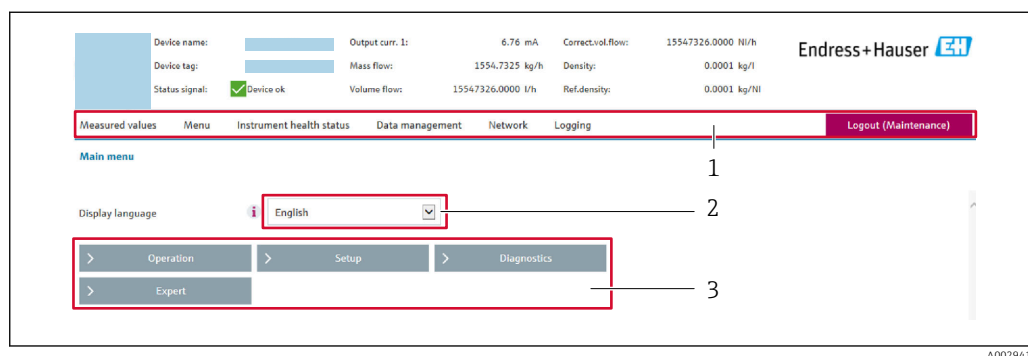 Device name: Output curr. 1: 6.76 mA Correct.vol.flow: 15547326.0000 Nl/h
Endress+Hauser EH
Device tag: Mass flow: 1554.7325 kg/h Density: 0.0001 kg/l
Status signal: Device ok Volume flow: 15547326.0000 l/h Ref.density: 0.0001 kg/Nl
Measured values Menu Instrument health status Data management Network Logging Logout (Maintenance)
1
Main menu
Display language i English 2
> Operation > Setup > Diagnostics
> Expert 3